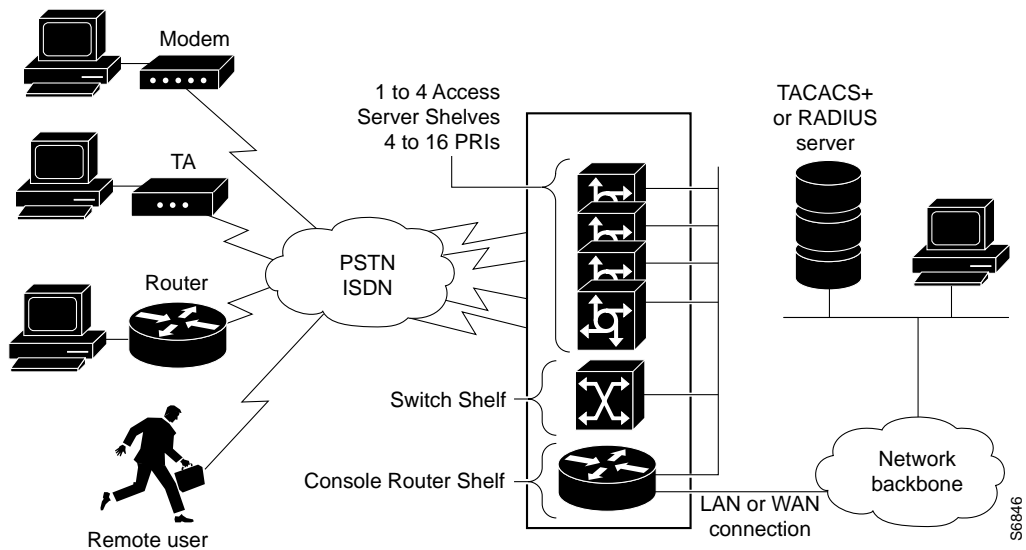 Modem
1 to 4 Access
Server Shelves
4 to 16 PRIs
TACACS+
or RADIUS
server
TA
PSTN
ISDN
Router
Switch Shelf
Console Router Shelf
Network
backbone
LAN or WAN
connection
Remote user
S6846